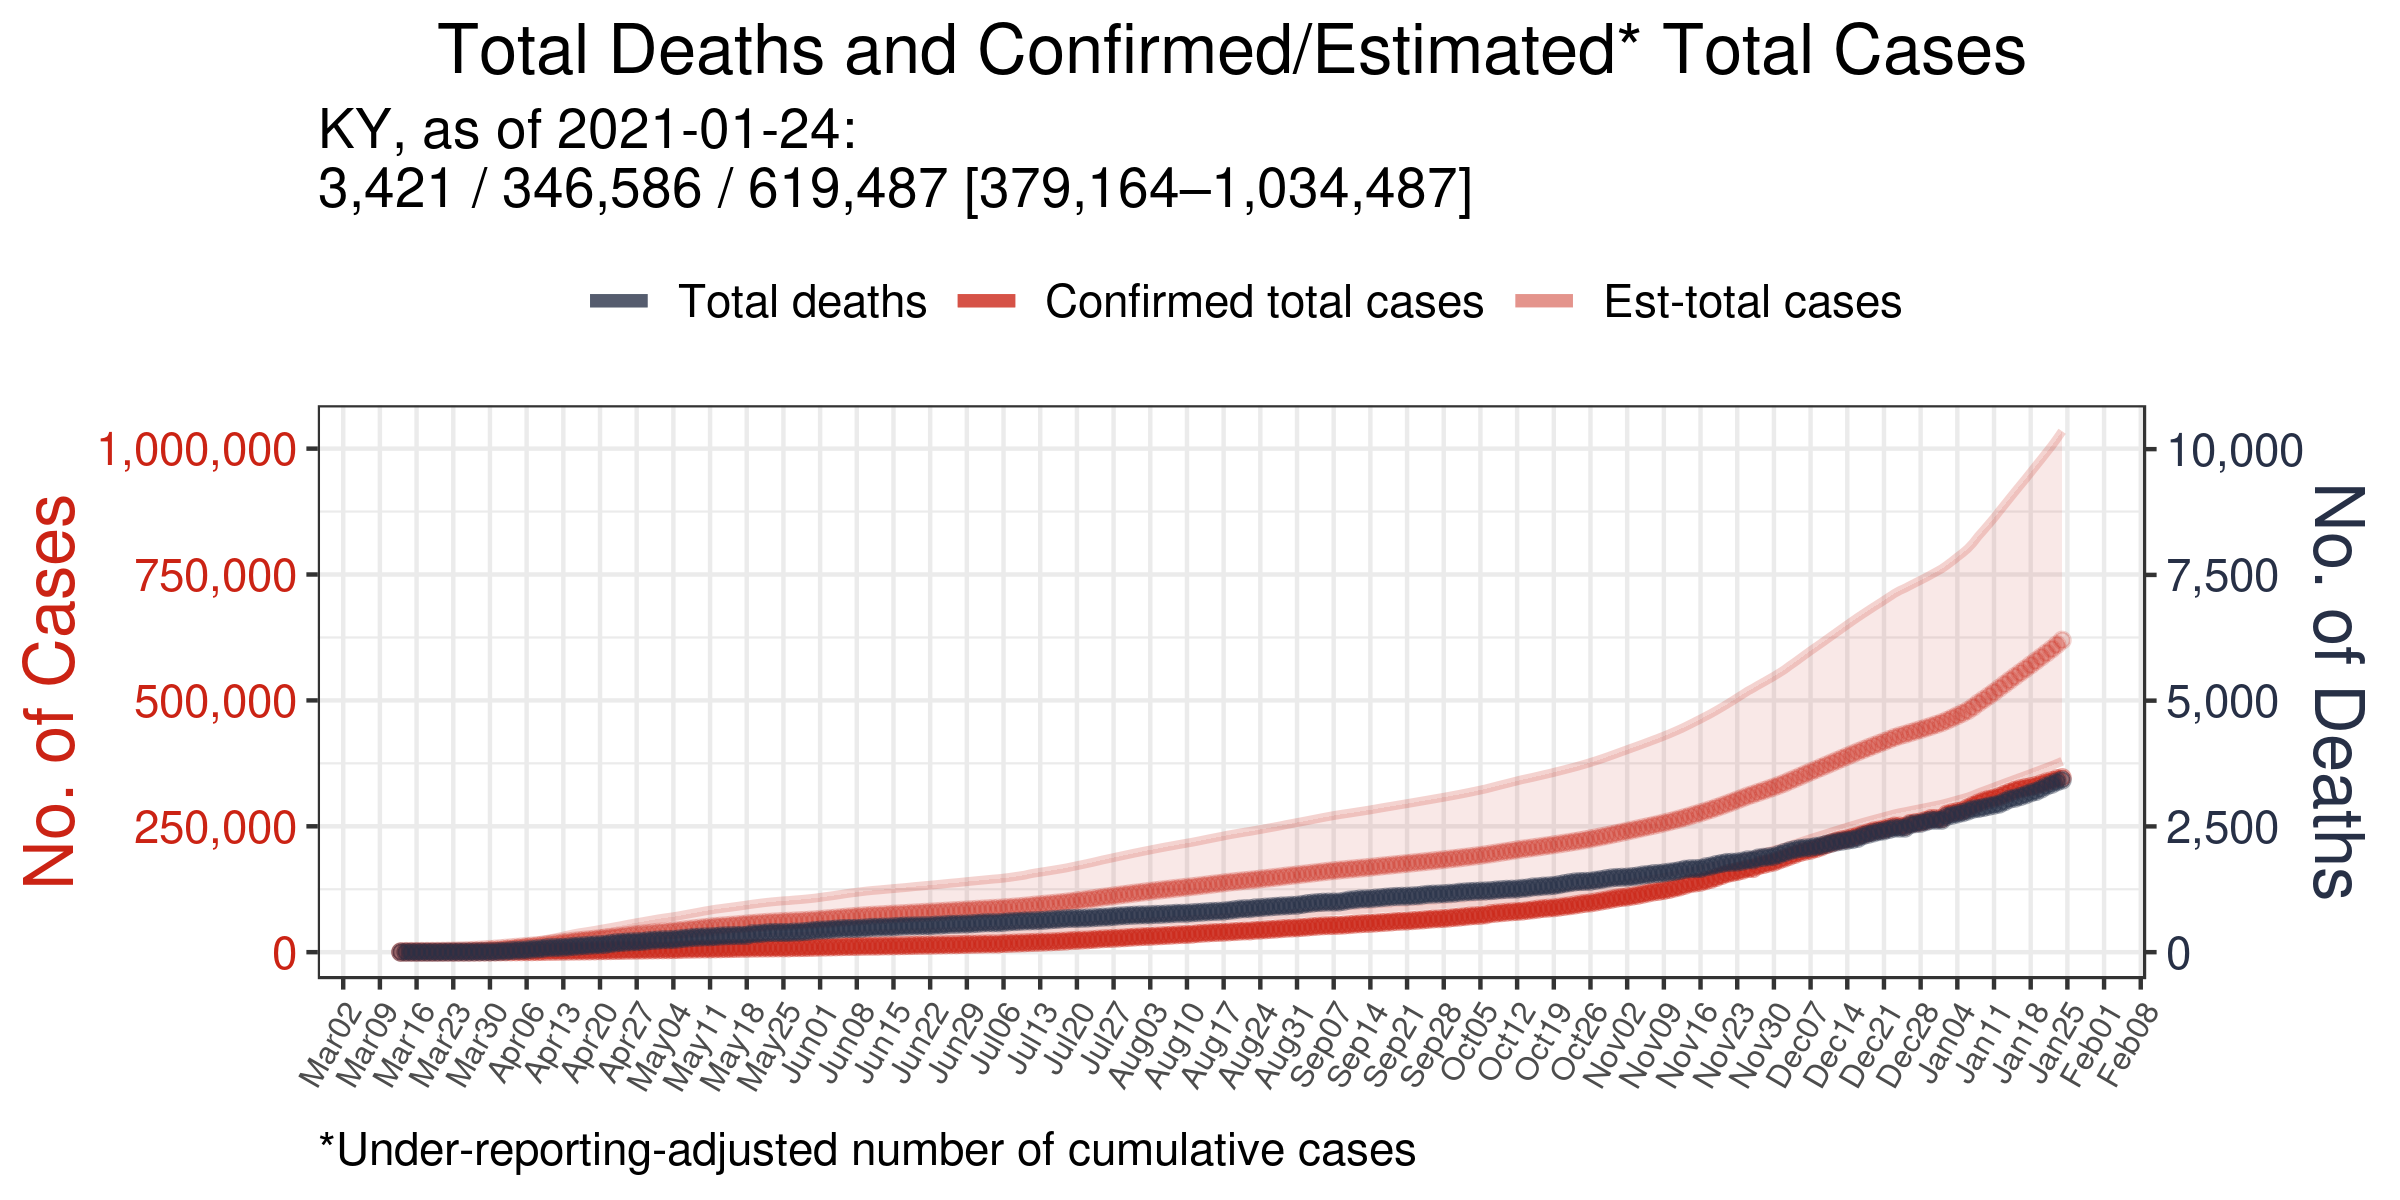 Total Deaths and Confirmed/Estimated* Total Cases
KY, as of 2021-01-24:
3,421 / 346,586 / 619,487 [379,164–1,034,487]
Total deaths
Confirmed total cases
Est-total cases
No. of Cases
1,000,000
750,000
500,000
250,000
0
10,000
7,500
5,000
2,500
0
No. of Deaths
Mar02
Mar09
Mar16
Mar23
Mar30
Apr06
Apr13
Apr20
Apr27
May04
May11
May18
May25
Jun01
Jun08
Jun15
Jun22
Jun29
Jul06
Jul13
Jul20
Jul27
Aug03
Aug10
Aug17
Aug24
Aug31
Sep07
Sep14
Sep21
Sep28
Oct05
Oct12
Oct19
Oct26
Nov02
Nov09
Nov16
Nov23
Nov30
Dec07
Dec14
Dec21
Dec28
Jan04
Jan11
Jan18
Jan25
Feb01
Feb08
*Under-reporting-adjusted number of cumulative cases